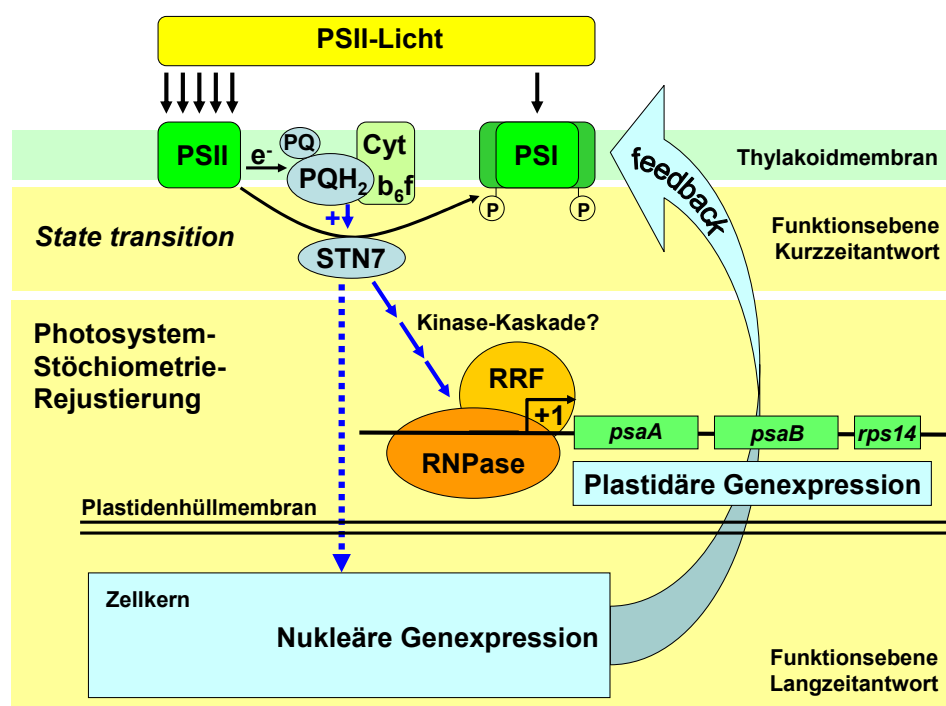 PSII-Licht
PSII
e-
PQ
PQH2
Cyt
b6f
PSI
P
P
Thylakoidmembran
feedback
+
State transition
STN7
Funktionsebene
Kurzzeitantwort
Photosystem-
Stöchiometrie-
Rejustierung
Kinase-Kaskade?
RRF
+1
RNPase
psaA
psaB
rps14
Plastidäre Genexpression
Plastidenhüllmembran
Zellkern
Nukleäre Genexpression
Funktionsebene
Langzeitantwort